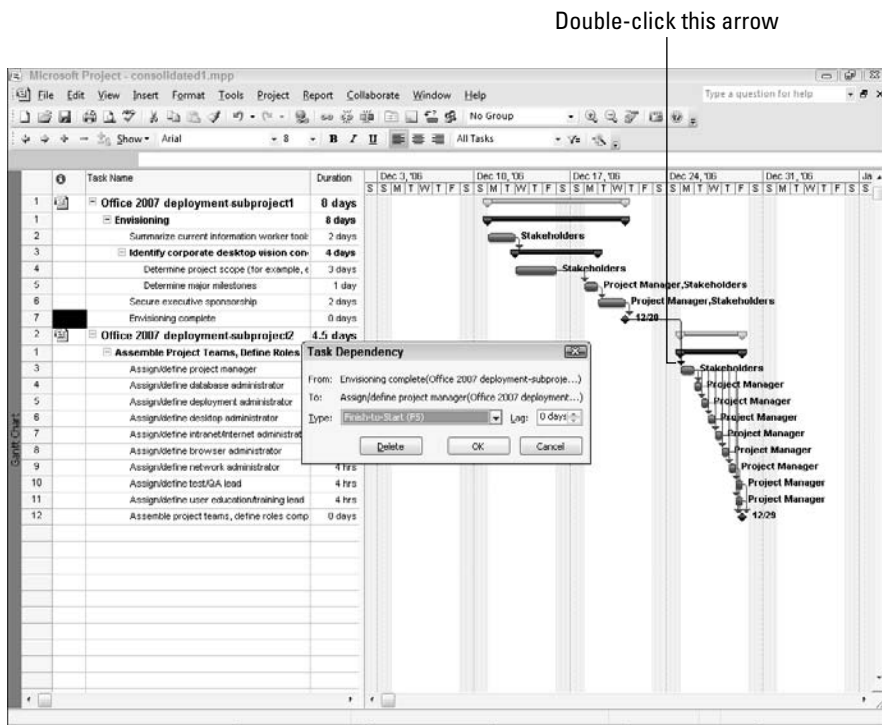 Double-click this arrow
Microsoft Project - consolidated1.mpp
File Edit View Insert Format Tools Project Report Collaborate Window Help Type a question for help
No Group
Show Arial 8 B I U All Tasks
Task Name Duration Dec 3, '06 Dec 10, '06 Dec 17, '06 Dec 24, '06 Dec 31, '06 Ja
S S M T W T F S S M T W T F S S M T W T F S S M T W T F S S M T W T F S S
1 Office 2007 deployment-subproject1 8 days
1 Envisioning 8 days
2 Summarize current information worker tools 2 days Stakeholders
3 Identify corporate desktop vision con 4 days
4 Determine project scope (for example, e 3 days Stakeholders
5 Determine major milestones 1 day Project Manager,Stakeholders
6 Secure executive sponsorship 2 days Project Manager,Stakeholders
7 Envisioning complete 0 days 12/20
2 Office 2007 deployment-subproject2 4.5 days
1 Assemble Project Teams, Define Roles
3 Assign/define project manager Stakeholders
4 Assign/define database administrator Project Manager
5 Assign/define deployment administrator Project Manager
6 Assign/define desktop administrator Project Manager
7 Assign/define intranet/internet administrat Project Manager
8 Assign/define browser administrator Project Manager
9 Assign/define network administrator 4 hrs Project Manager
10 Assign/define test/QA lead 4 hrs Project Manager
11 Assign/define user education/training lead 4 hrs Project Manager
12 Assemble project teams, define roles comp 0 days 12/29
Task Dependency
From: Envisioning complete(Office 2007 deployment-subproje...)
To: Assign/define project manager(Office 2007 deployment...)
Type: Finish-to-Start (FS) Lag: 0 days
Delete OK Cancel
Gantt Chart